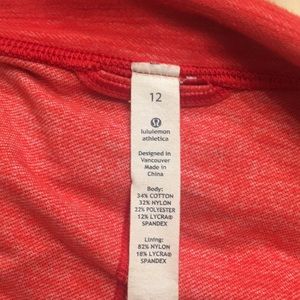 12
lululemon
athletica
Designed in
Vancouver
Made in
China
Body:
34% COTTON
32% NYLON
22% POLYESTER
12% LYCRA®
SPANDEX
Lining:
82% NYLON
18% LYCRA®
SPANDEX